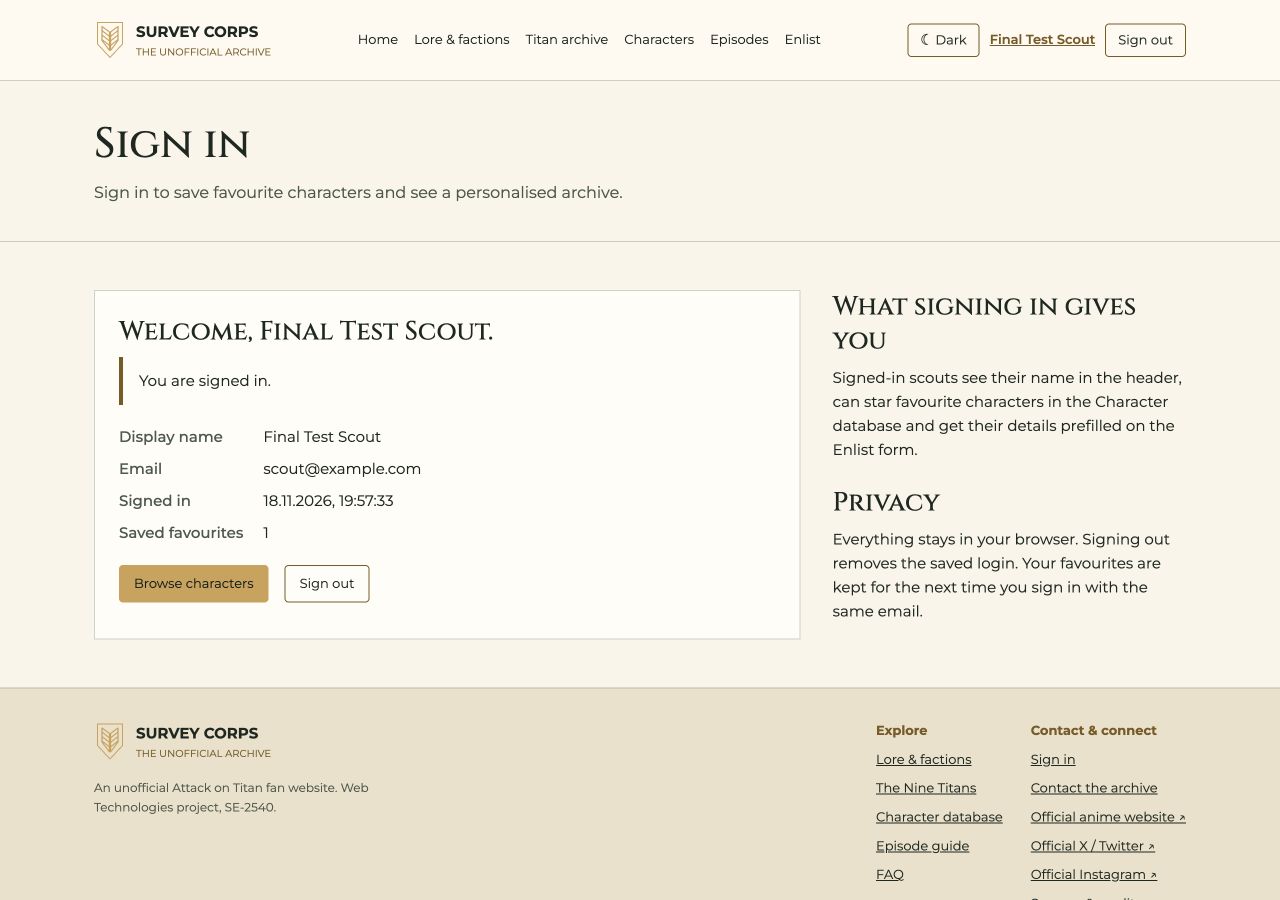 SURVEY CORPS
THE UNOFFICIAL ARCHIVE
Home Lore & factions Titan archive Characters Episodes Enlist
☾ Dark Final Test Scout Sign out
Sign in
Sign in to save favourite characters and see a personalised archive.
Welcome, Final Test Scout.
You are signed in.
Display name Final Test Scout
Email scout@example.com
Signed in 18.11.2026, 19:57:33
Saved favourites 1
Browse characters Sign out
What signing in gives
you
Signed-in scouts see their name in the header,
can star favourite characters in the Character
database and get their details prefilled on the
Enlist form.
Privacy
Everything stays in your browser. Signing out
removes the saved login. Your favourites are
kept for the next time you sign in with the
same email.
SURVEY CORPS
THE UNOFFICIAL ARCHIVE
An unofficial Attack on Titan fan website. Web
Technologies project, SE-2540.
Explore
Lore & factions
The Nine Titans
Character database
Episode guide
FAQ
Contact & connect
Sign in
Contact the archive
Official anime website ↗
Official X / Twitter ↗
Official Instagram ↗